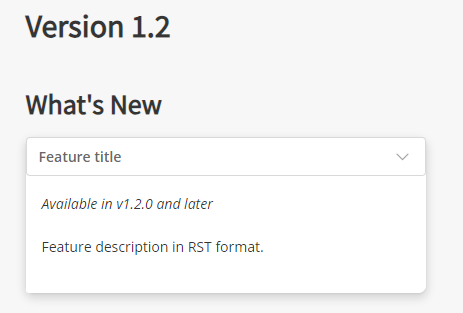 Version 1.2
What's New
Feature title
Available in v1.2.0 and later
Feature description in RST format.